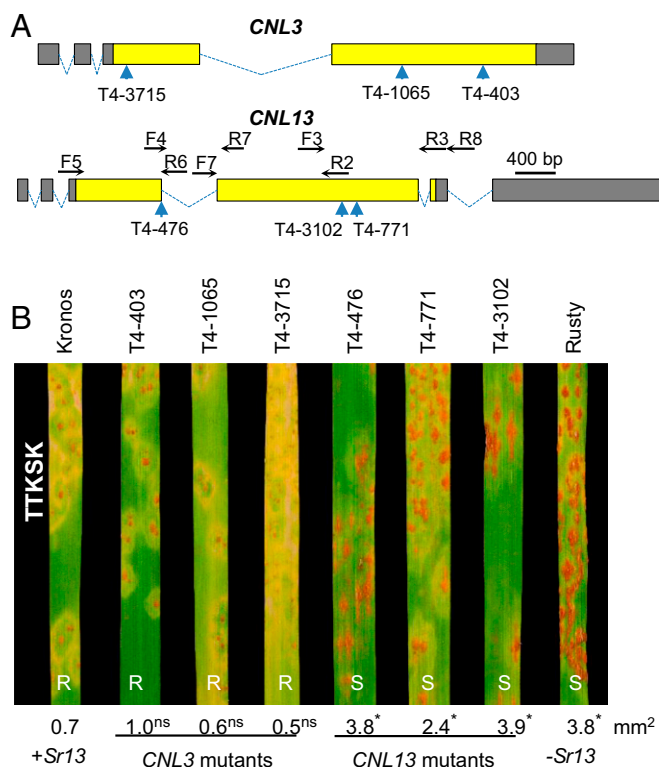 A
CNL3
T4-3715
T4-1065
T4-403
CNL13
F4 R7 F3 R3 R8
F5 R6 F7 R2 400 bp
T4-476
T4-3102 T4-771
B
Kronos T4-403 T4-1065 T4-3715 T4-476 T4-771 T4-3102 Rusty
TTKSK
R R R R S S S S
0.7 1.0ns 0.6ns 0.5ns 3.8* 2.4* 3.9* 3.8* mm2
+Sr13 CNL3 mutants CNL13 mutants -Sr13